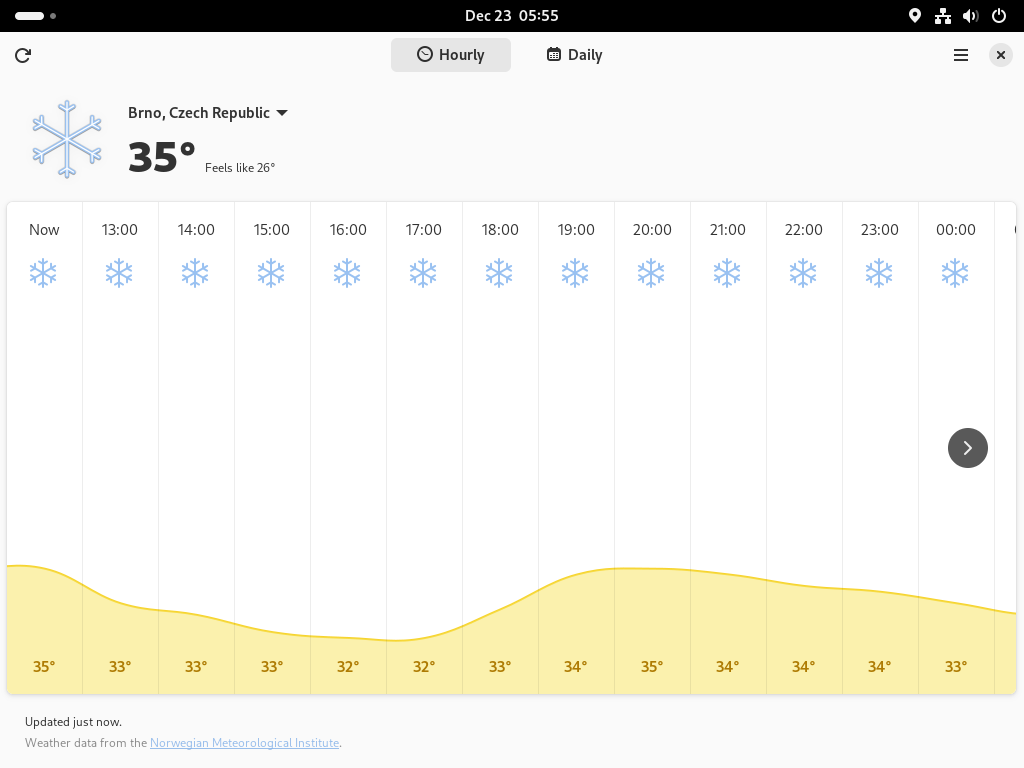 Dec 23 05:55
Hourly
Daily
Brno, Czech Republic
35°
Feels like 26°
Now 13:00 14:00 15:00 16:00 17:00 18:00 19:00 20:00 21:00 22:00 23:00 00:00
35° 33° 33° 33° 32° 32° 33° 34° 35° 34° 34° 34° 33°
Updated just now.
Weather data from the Norwegian Meteorological Institute.